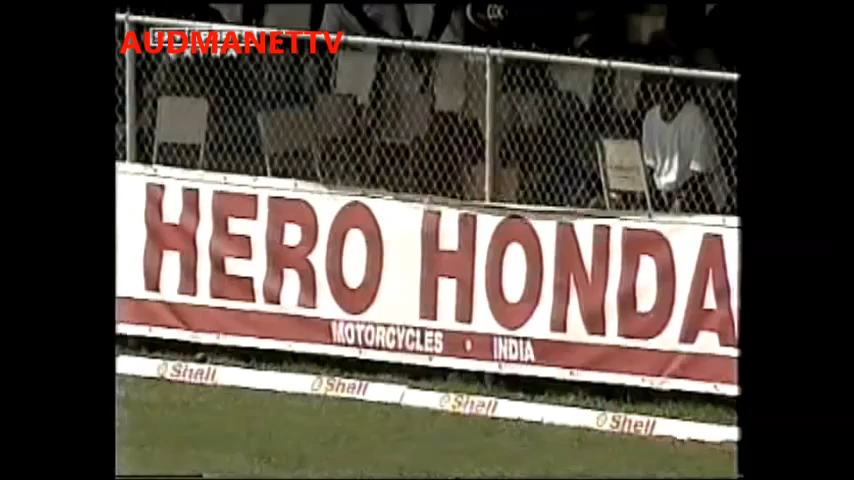 AUDMANETTV
HERO HONDA
MOTORCYCLES • INDIA
Shell Shell Shell Shell